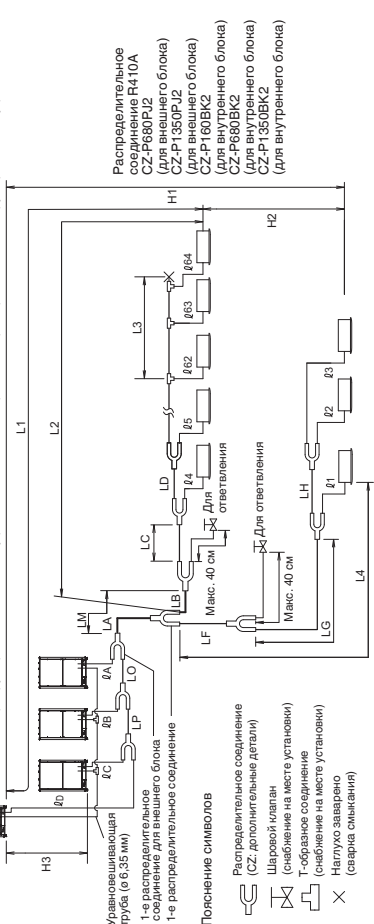 H1
L1
H2
L2
L3
ℓ64
ℓ63
ℓ62
ℓ5
ℓ4
LD
LC
LB
LA
LM
Для
ответвления
Макс. 40 см
Для ответвления
Макс. 40 см
LF
LG
LH
ℓ1
ℓ2
ℓ3
L4
H3
ℓD
ℓC
ℓB
ℓA
LO
LP
Уравновешивающая
труба (ø 6,35 мм)
1-е распределительное
соединение для внешнего блока
1-е распределительное соединение
Распределительное
соединение R410A
CZ-P680PJ2
(для внешнего блока)
CZ-P1350PJ2
(для внешнего блока)
CZ-P160BK2
(для внутреннего блока)
CZ-P680BK2
(для внутреннего блока)
CZ-P1350BK2
(для внутреннего блока)
Пояснение символов
Распределительное соединение
(CZ: дополнительные детали)
Шаровой клапан
(снабжение на месте установки)
Т-образное соединение
(снабжение на месте установки)
Наглухо заварено
(сварка смыкания)